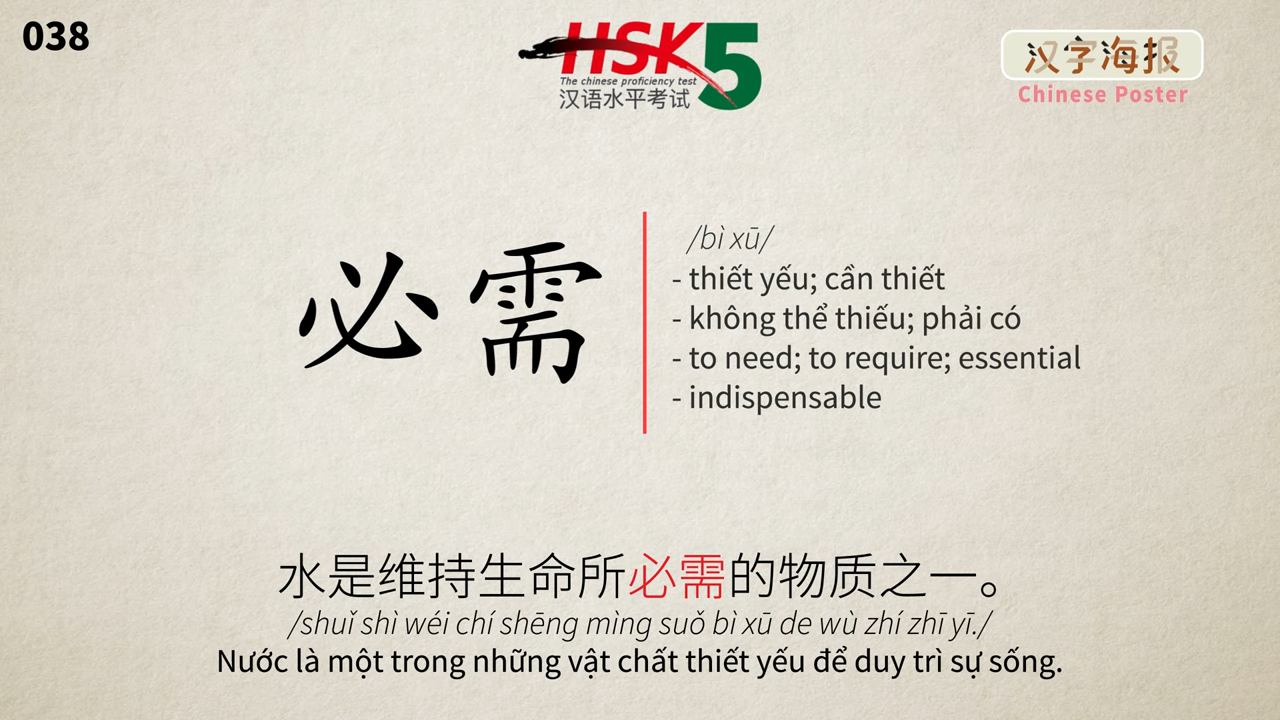 038
HSK5
The chinese proficiency test
汉语水平考试
汉字海报
Chinese Poster
必需
/bì xū/
- thiết yếu; cần thiết
- không thể thiếu; phải có
- to need; to require; essential
- indispensable
水是维持生命所必需的物质之一。
/shuǐ shì wéi chí shēng mìng suǒ bì xū de wù zhí zhī yī./
Nước là một trong những vật chất thiết yếu để duy trì sự sống.